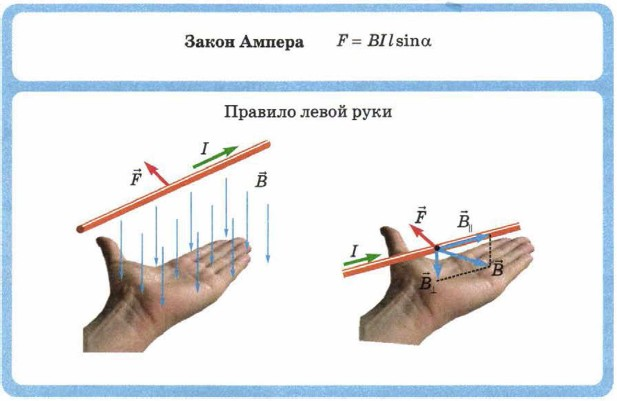 Закон Ампера F = BIl sinα
Правило левой руки
I
F⃗
B⃗
F⃗
B⃗∥
I
B⃗⊥
B⃗